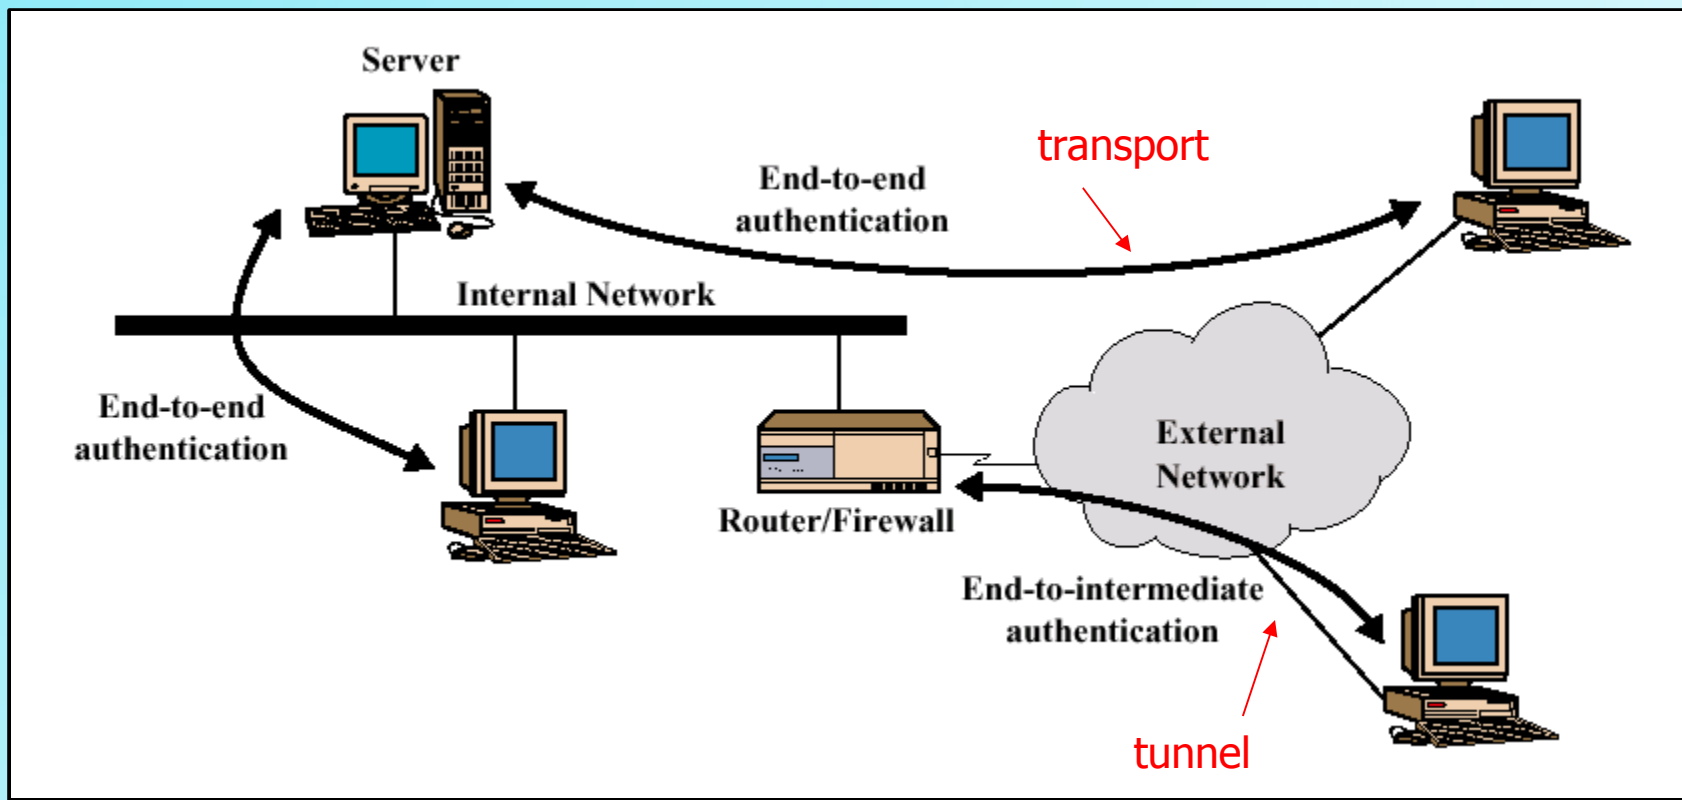 Server
transport
End-to-end
authentication
Internal Network
End-to-end
authentication
External
Network
Router/Firewall
End-to-intermediate
authentication
tunnel